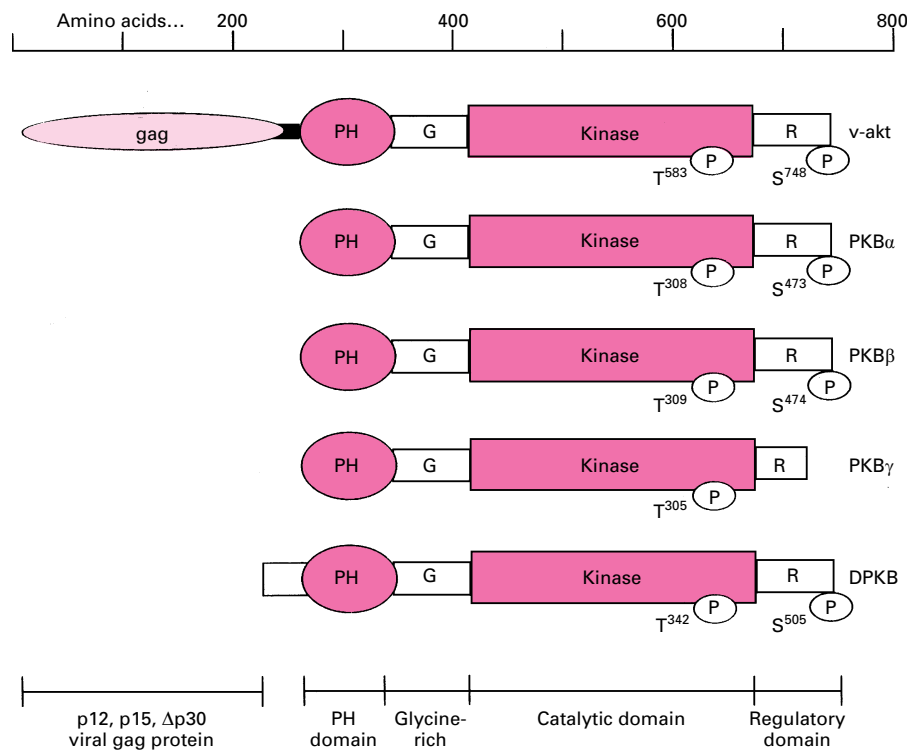 Amino acids... 200 400 600 800
gag PH G Kinase R v-akt
P P
T583 S748
PH G Kinase R PKBα
P P
T308 S473
PH G Kinase R PKBβ
P P
T309 S474
PH G Kinase R PKBγ
P
T305
PH G Kinase R DPKB
P P
T342 S505
p12, p15, Δp30 PH Glycine- Catalytic domain Regulatory
viral gag protein domain rich domain